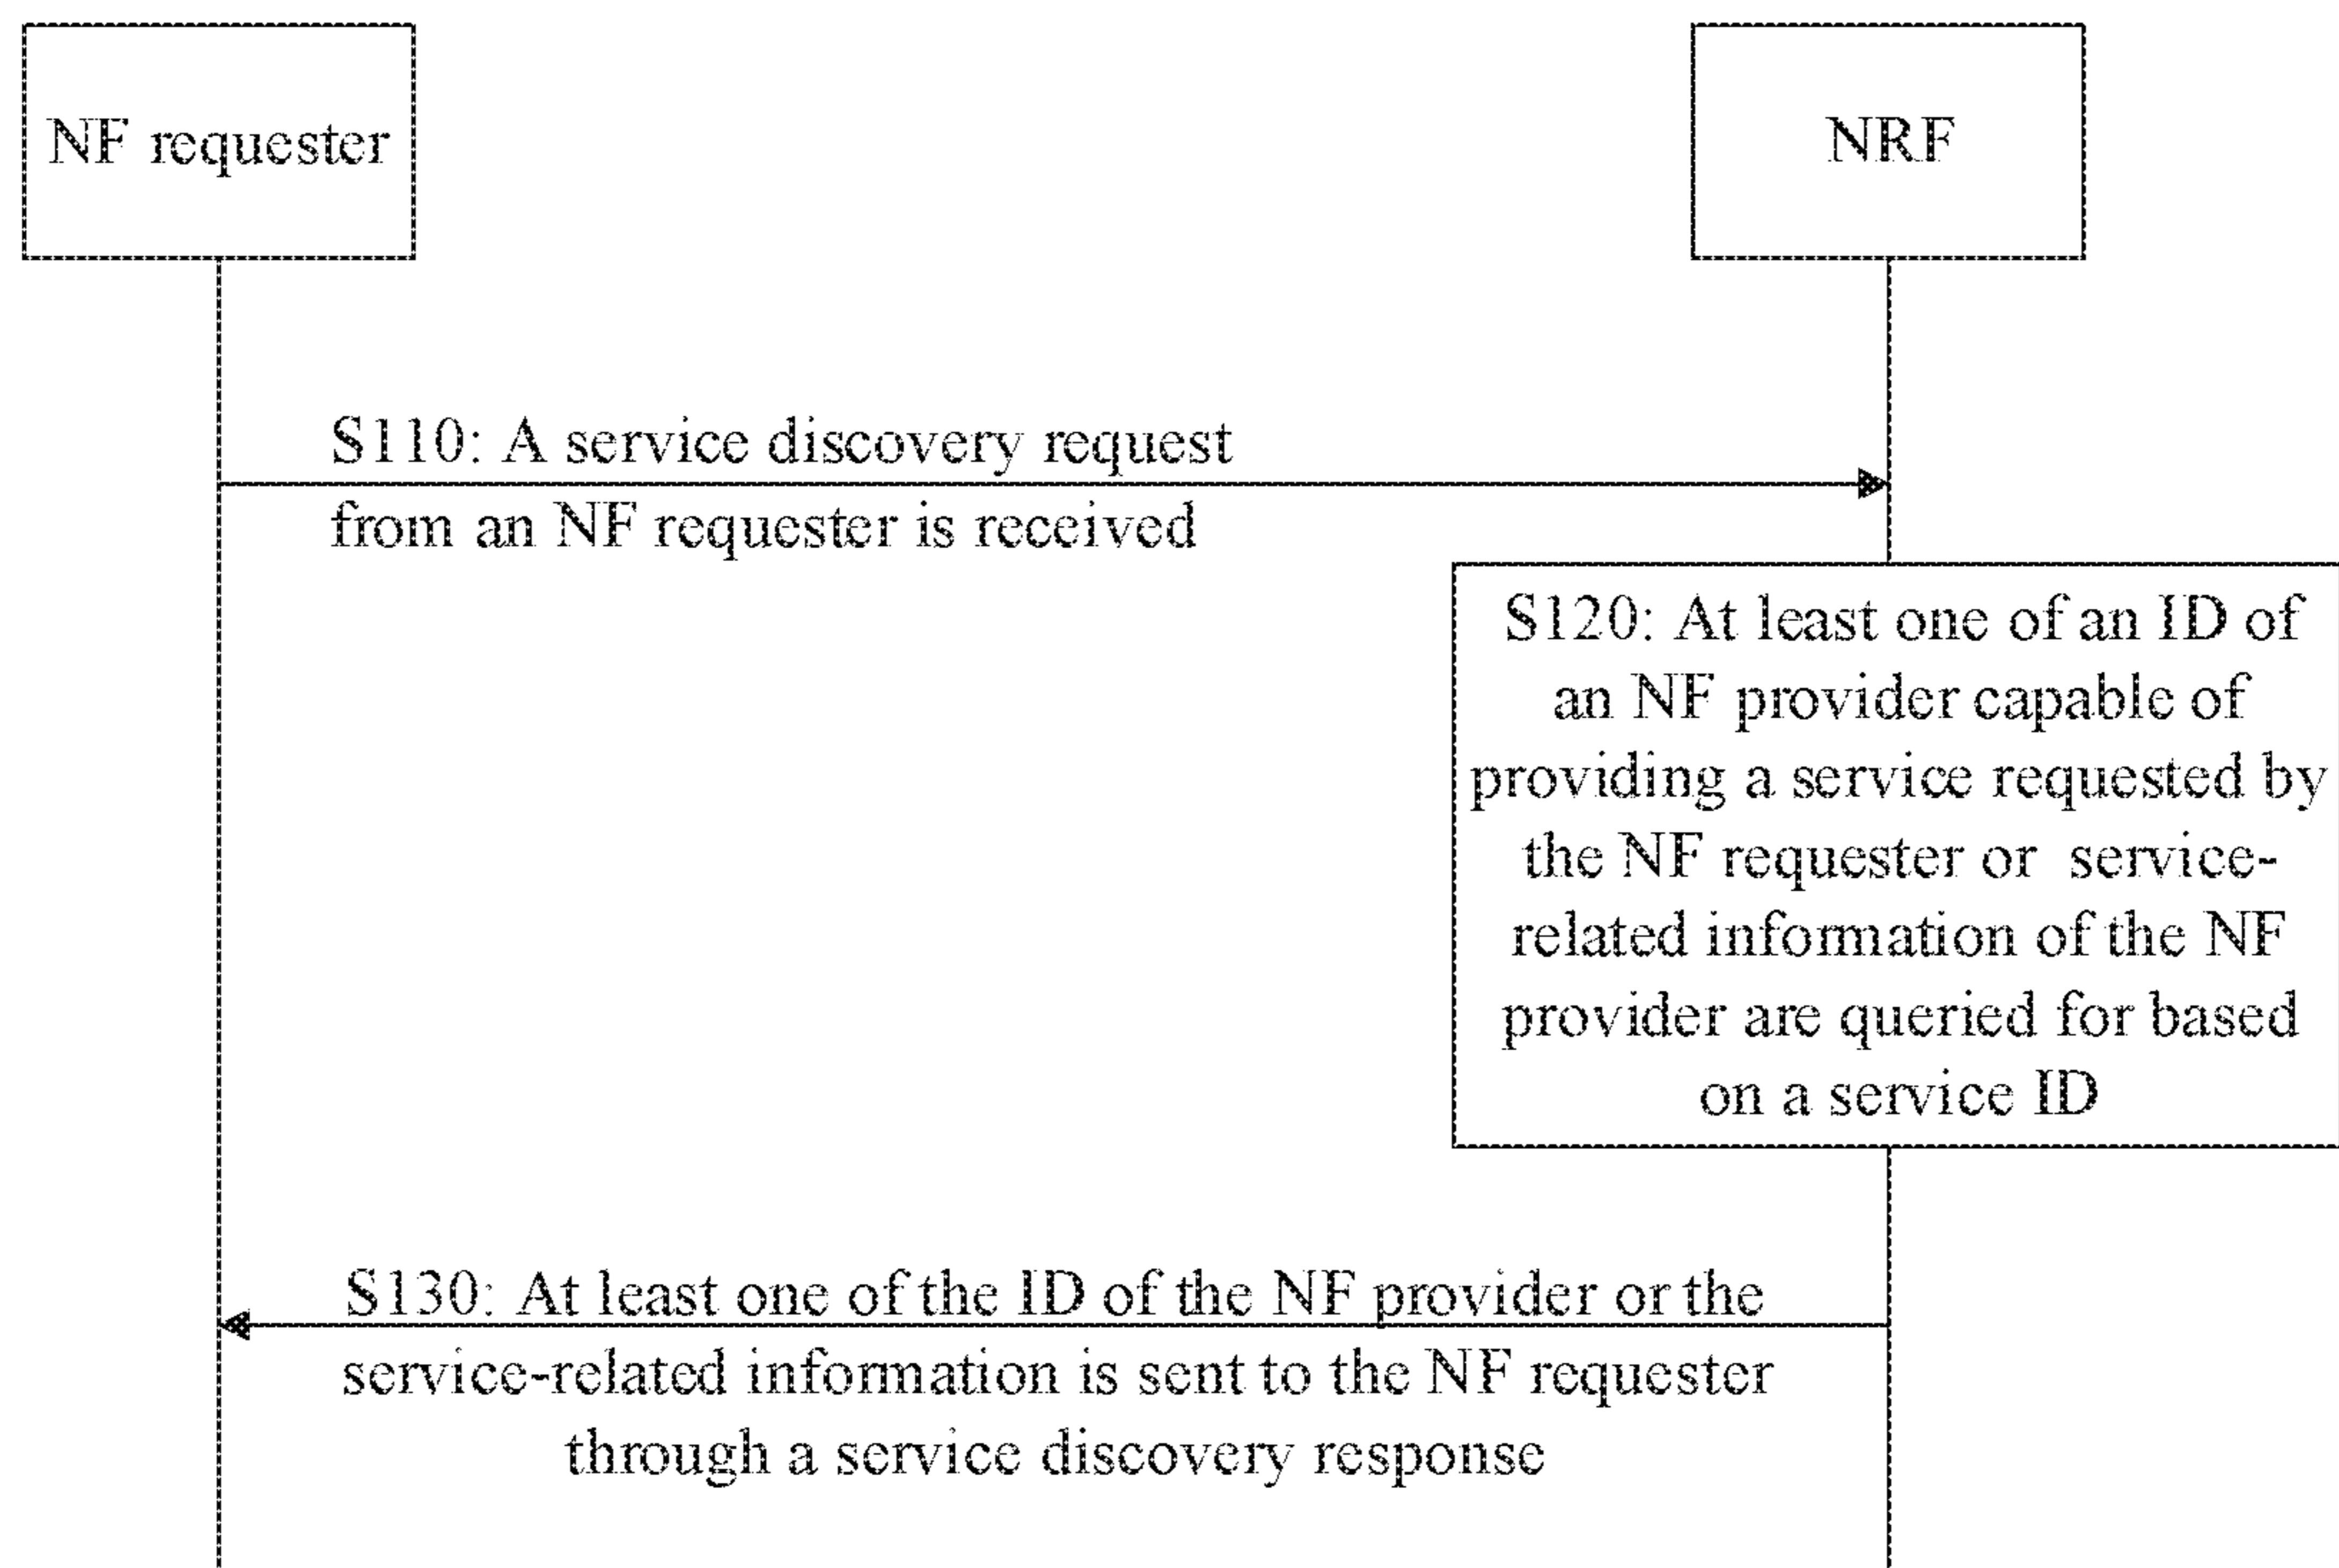 NF requester
NRF
S110: A service discovery request
from an NF requester is received
S120: At least one of an ID of
an NF provider capable of
providing a service requested by
the NF requester or service-
related information of the NF
provider are queried for based
on a service ID
S130: At least one of the ID of the NF provider or the
service-related information is sent to the NF requester
through a service discovery response